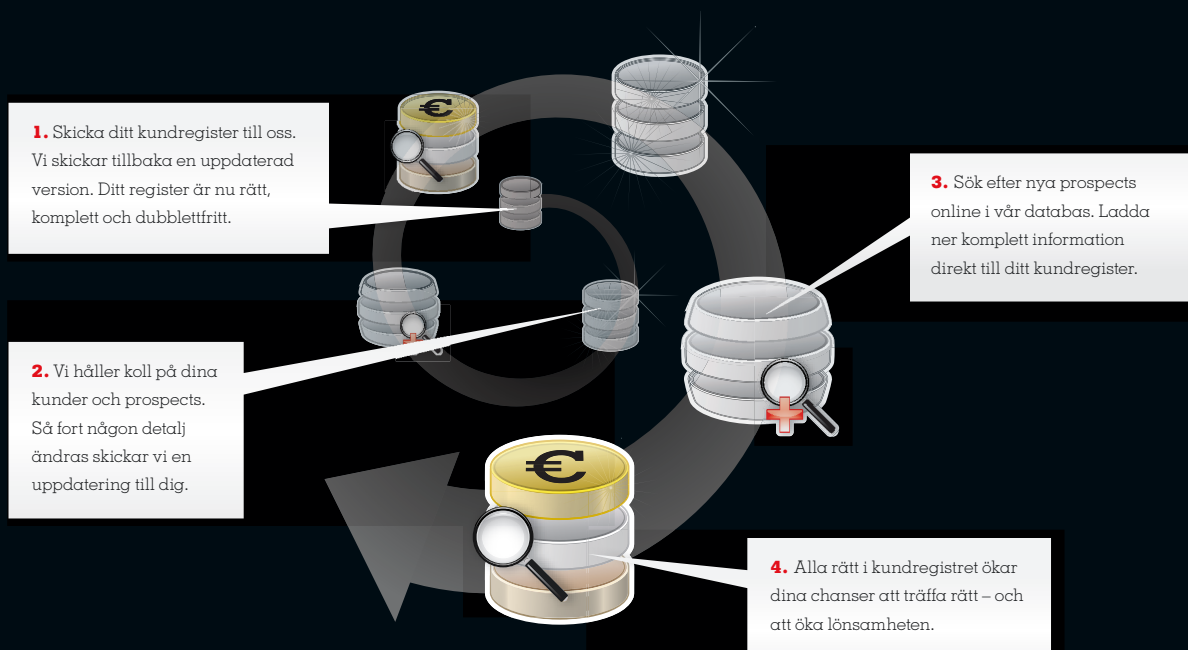 1. Skicka ditt kundregister till oss.
Vi skickar tillbaka en uppdaterad
version. Ditt register är nu rätt,
komplett och dubblettfritt.
2. Vi håller koll på dina
kunder och prospects.
Så fort någon detalj
ändras skickar vi en
uppdatering till dig.
3. Sök efter nya prospects
online i vår databas. Ladda
ner komplett information
direkt till ditt kundregister.
4. Alla rätt i kundregistret ökar
dina chanser att träffa rätt – och
att öka lönsamheten.
€
€